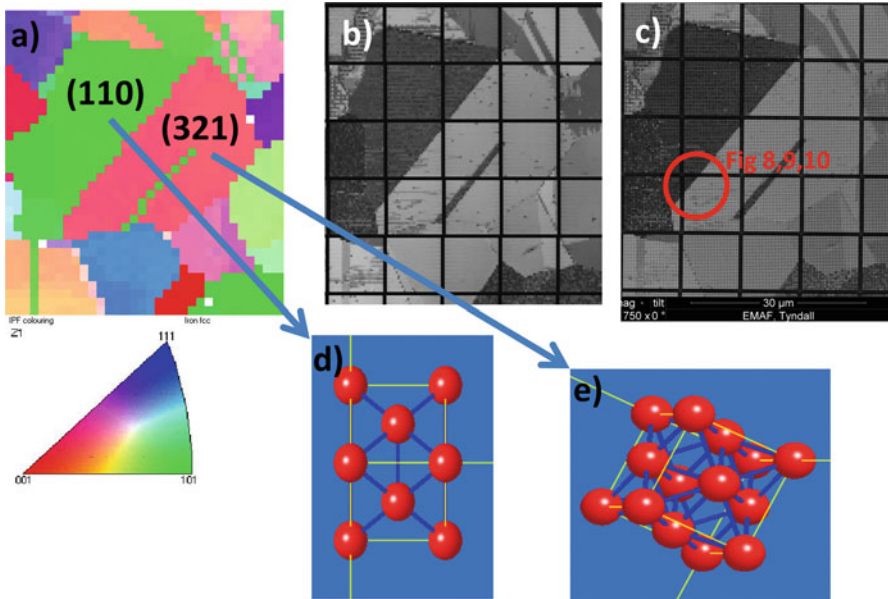 a)
(110)
(321)
IPF colouring
Z1
Iron fcc
111
001
101
b)
c)
Fig 8,9,10
mag · tilt
30 µm
750 x 0°
EMAF, Tyndall
d)
e)